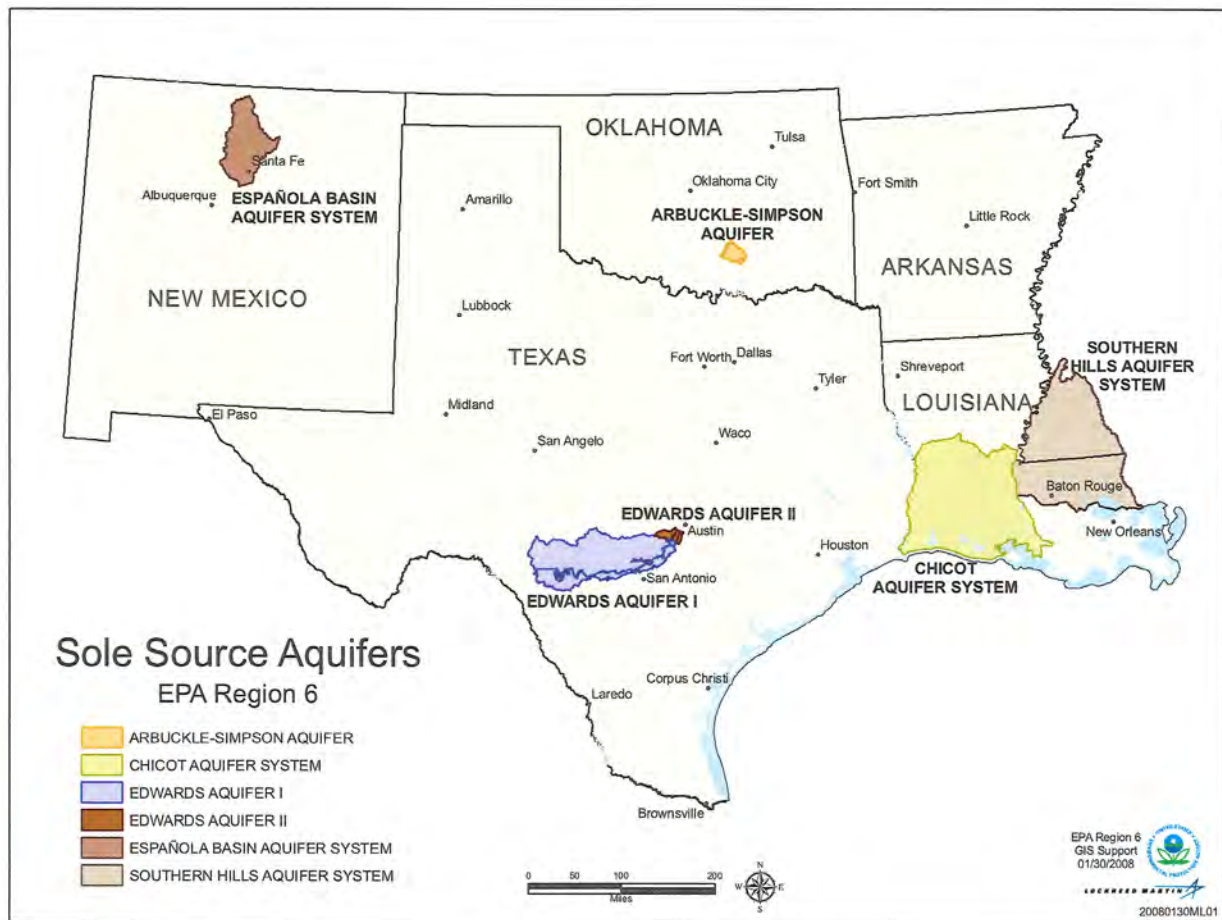 OKLAHOMA
Tulsa
Santa Fe
Oklahoma City
Fort Smith
Albuquerque
ESPAÑOLA BASIN
AQUIFER SYSTEM
Amarillo
ARBUCKLE-SIMPSON
AQUIFER
Little Rock
ARKANSAS
NEW MEXICO
Lubbock
TEXAS
Fort Worth
Dallas
Tyler
Shreveport
SOUTHERN
HILLS AQUIFER
SYSTEM
LOUISIANA
El Paso
Midland
San Angelo
Waco
Baton Rouge
EDWARDS AQUIFER II
Austin
New Orleans
Houston
San Antonio
CHICOT
AQUIFER SYSTEM
EDWARDS AQUIFER I
Corpus Christi
Laredo
Brownsville
Sole Source Aquifers
EPA Region 6
ARBUCKLE-SIMPSON AQUIFER
CHICOT AQUIFER SYSTEM
EDWARDS AQUIFER I
EDWARDS AQUIFER II
ESPAÑOLA BASIN AQUIFER SYSTEM
SOUTHERN HILLS AQUIFER SYSTEM
0 50 100 200
Miles
N
W E
S
EPA Region 6
GIS Support
01/30/2008
LOCKHEED MARTIN
20080130ML01